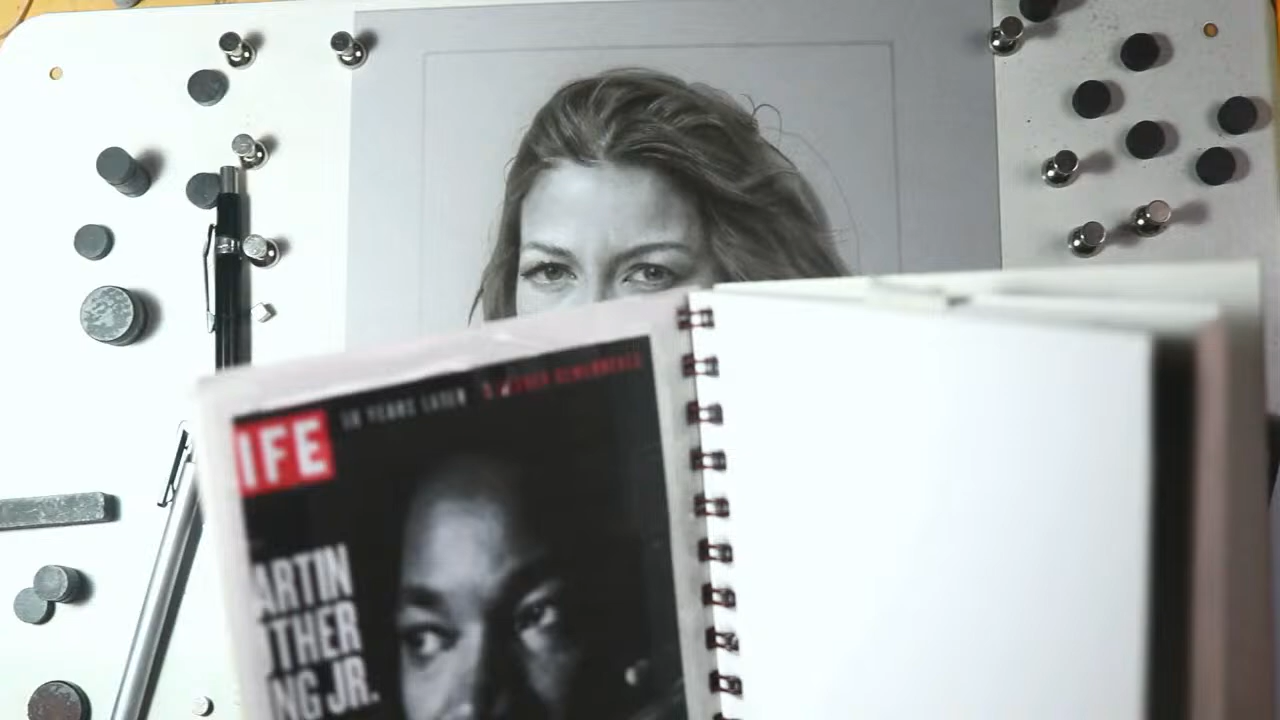 IFE
YEARS LATER
ARTIN
THER
NG JR.